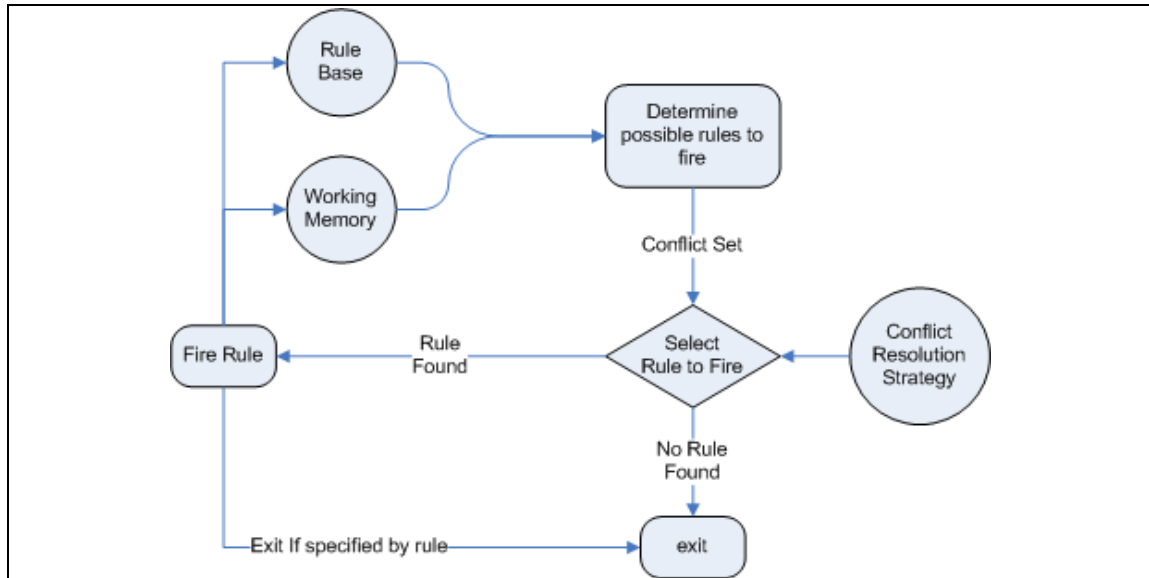 Rule
Base
Determine
possible rules to
fire
Working
Memory
Conflict Set
Fire Rule
Rule
Found
Select
Rule to Fire
Conflict
Resolution
Strategy
No Rule
Found
Exit If specified by rule
exit